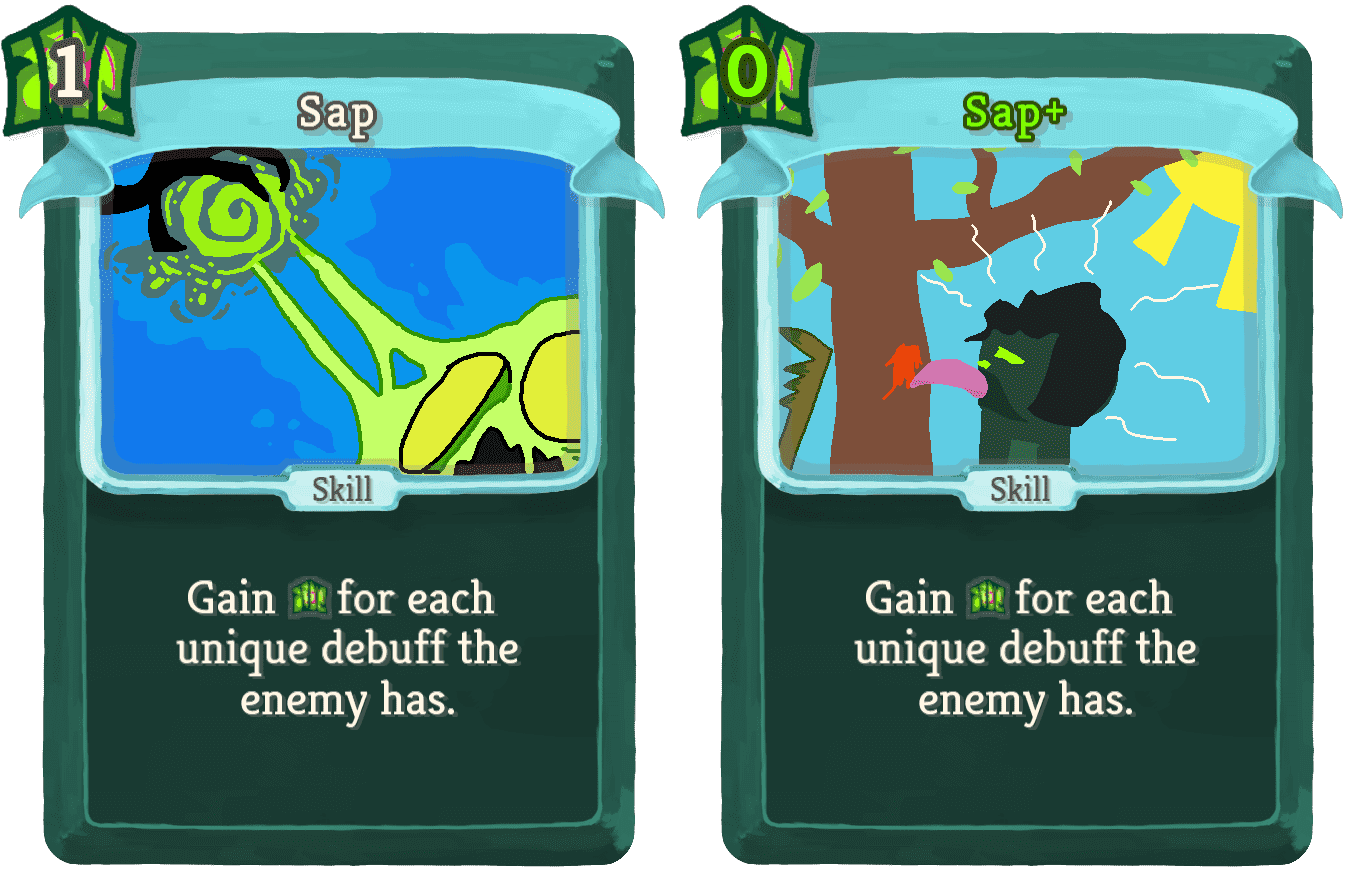 1
Sap
Skill
Gain for each
unique debuff the
enemy has.
0
Sap+
Skill
Gain for each
unique debuff the
enemy has.